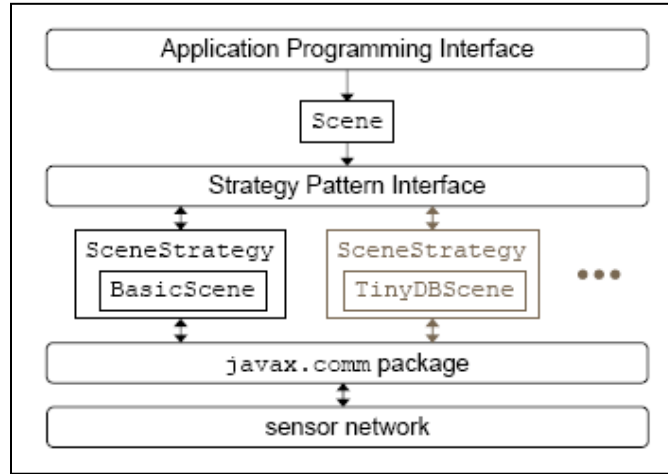 Application Programming Interface
Scene
Strategy Pattern Interface
SceneStrategy
BasicScene
SceneStrategy
TinyDBScene
javax.comm package
sensor network